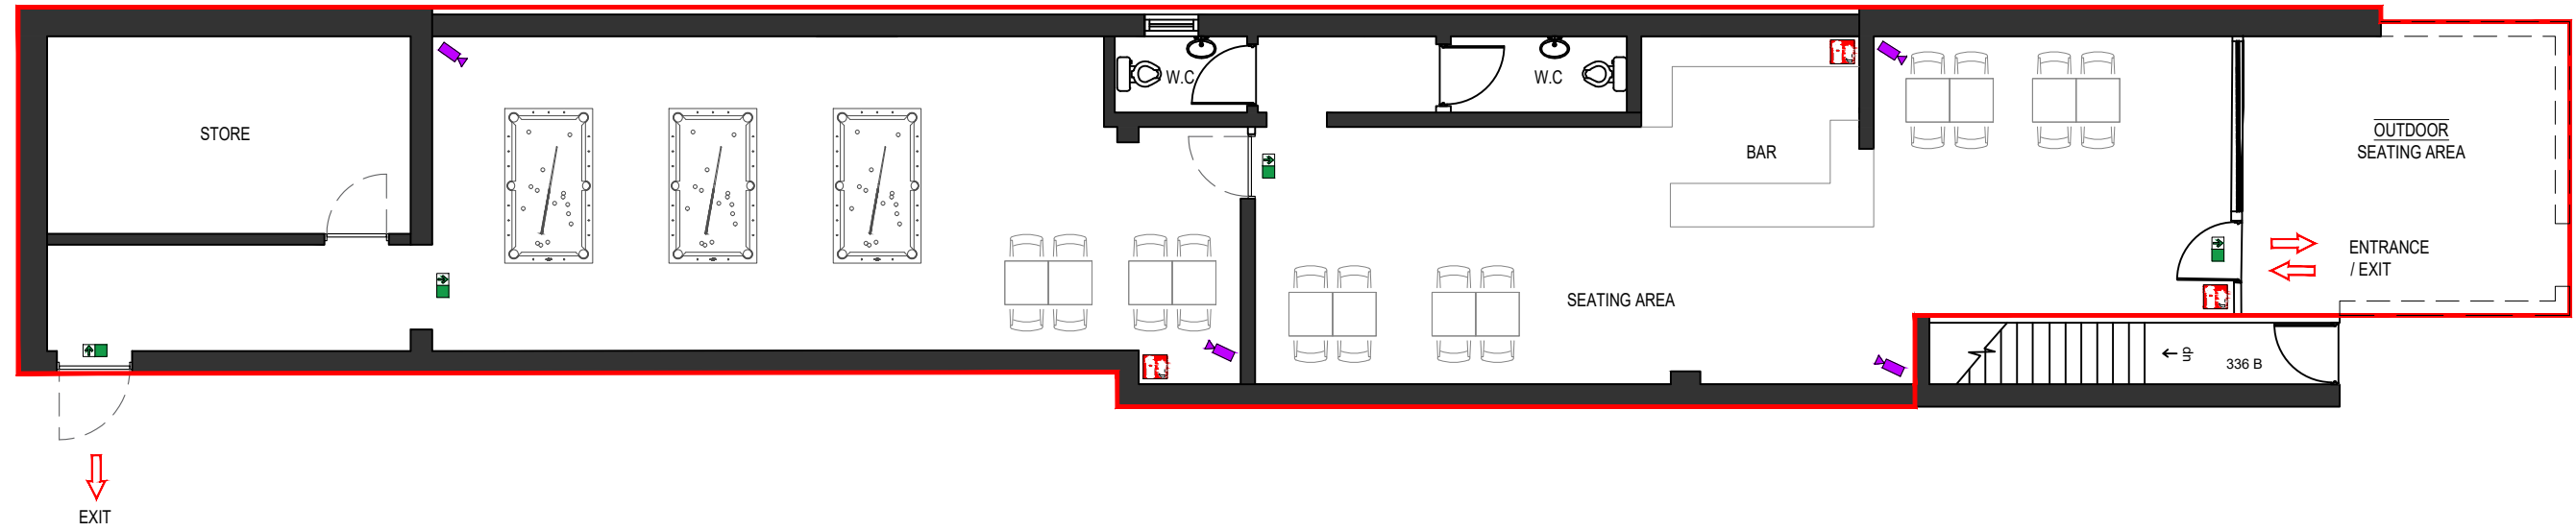 STORE
W.C
W.C
BAR
OUTDOOR
SEATING AREA
ENTRANCE
/ EXIT
SEATING AREA
up
336 B
EXIT